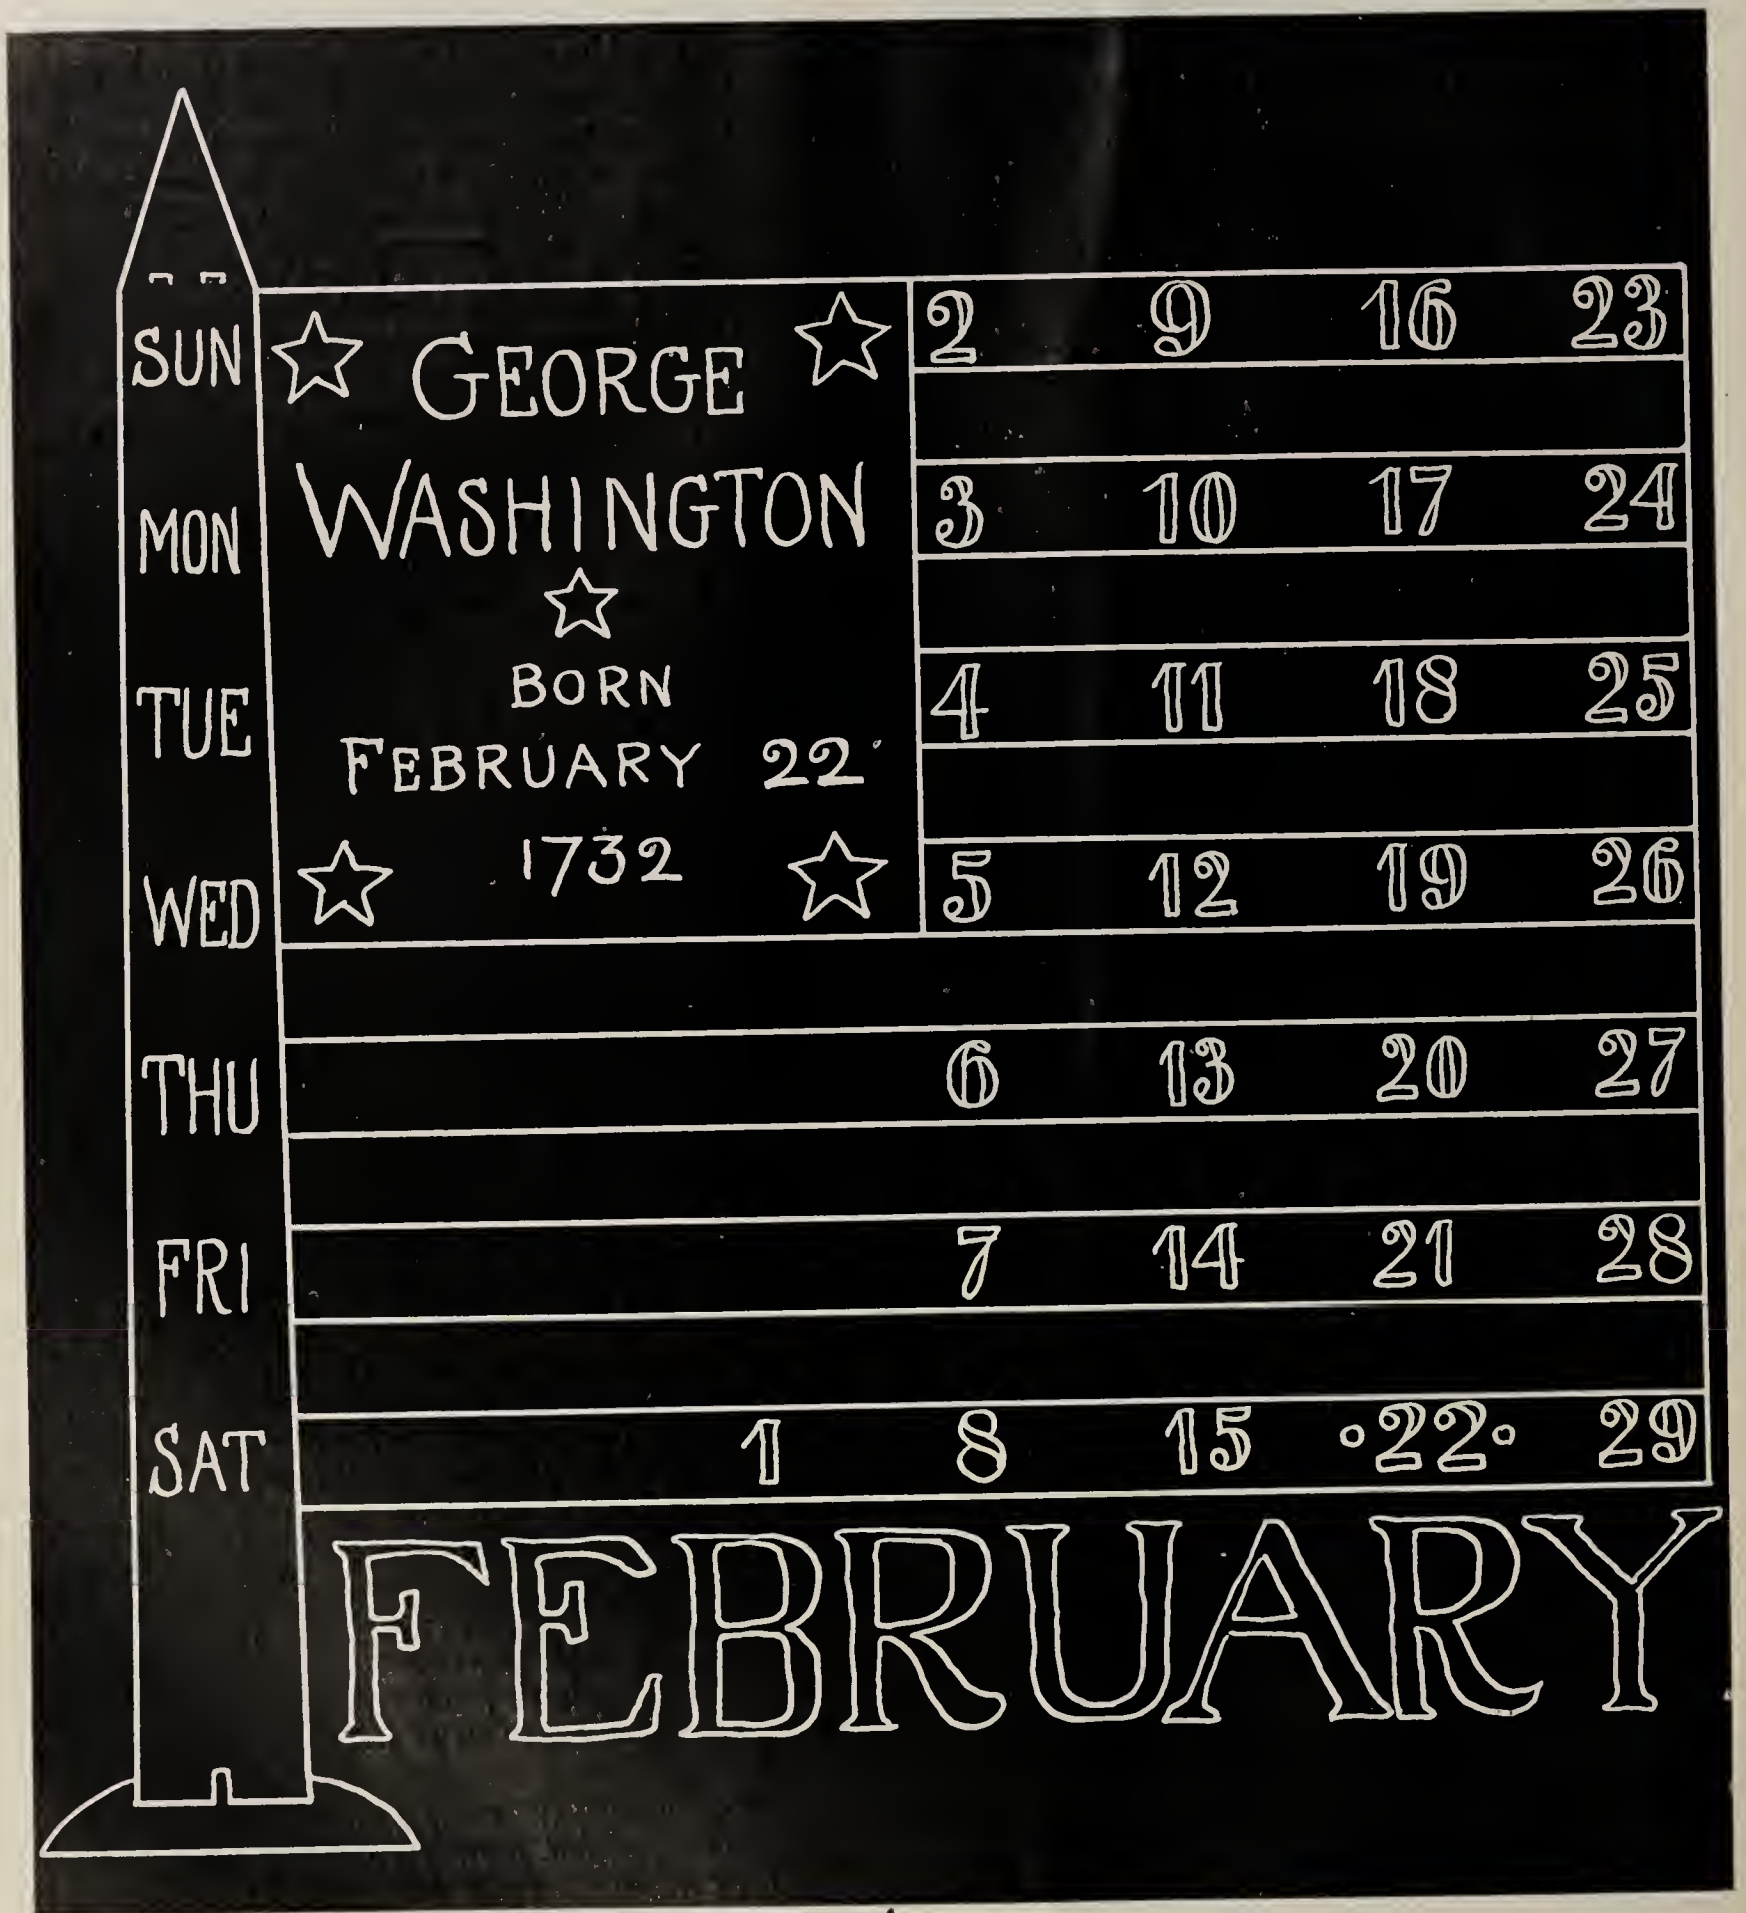 SUN
GEORGE
2 9 16 23
WASHINGTON
MON
3 10 17 24
BORN
TUE
4 11 18 25
FEBRUARY 22
1732
WED
5 12 19 26
THU
6 13 20 27
FRI
7 14 21 28
SAT
1 8 15 •22• 29
FEBRUARY